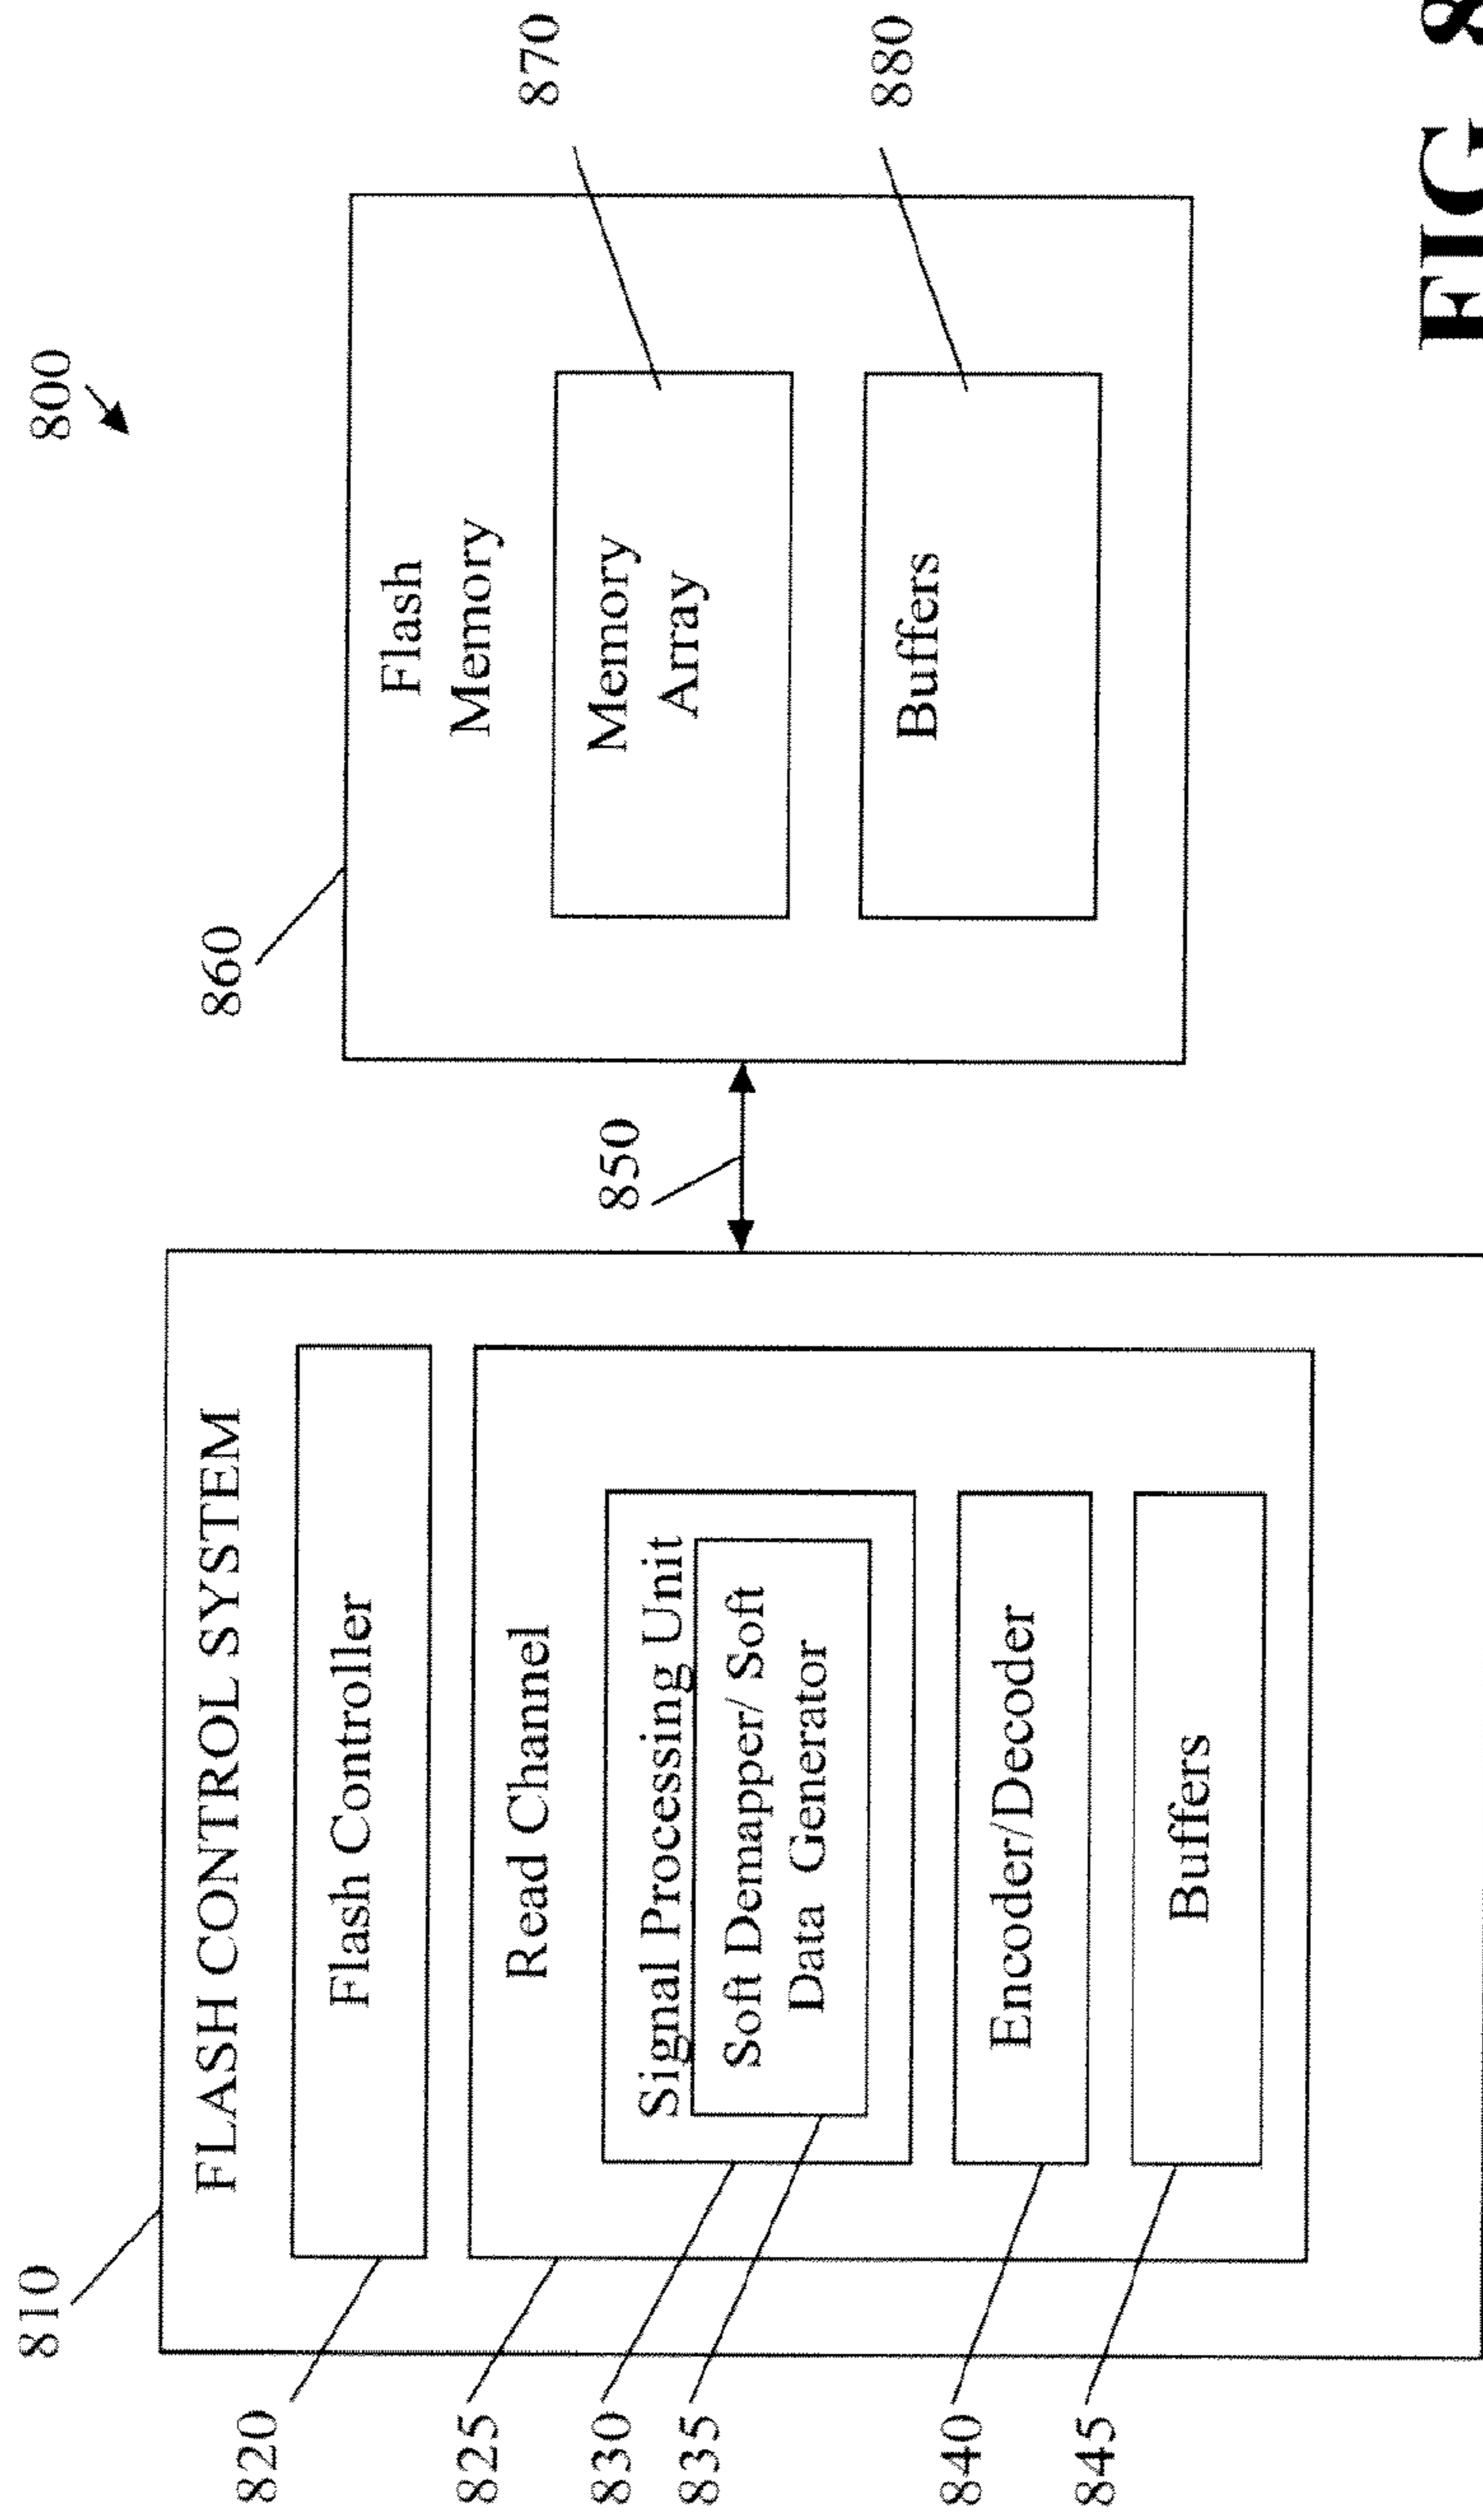 800
810
FLASH CONTROL SYSTEM
820
Flash Controller
825
Read Channel
830
Signal Processing Unit
835
Soft Demapper/ Soft
Data Generator
840
Encoder/Decoder
845
Buffers
850
860
Flash
Memory
870
Memory
Array
880
Buffers
FIG 8